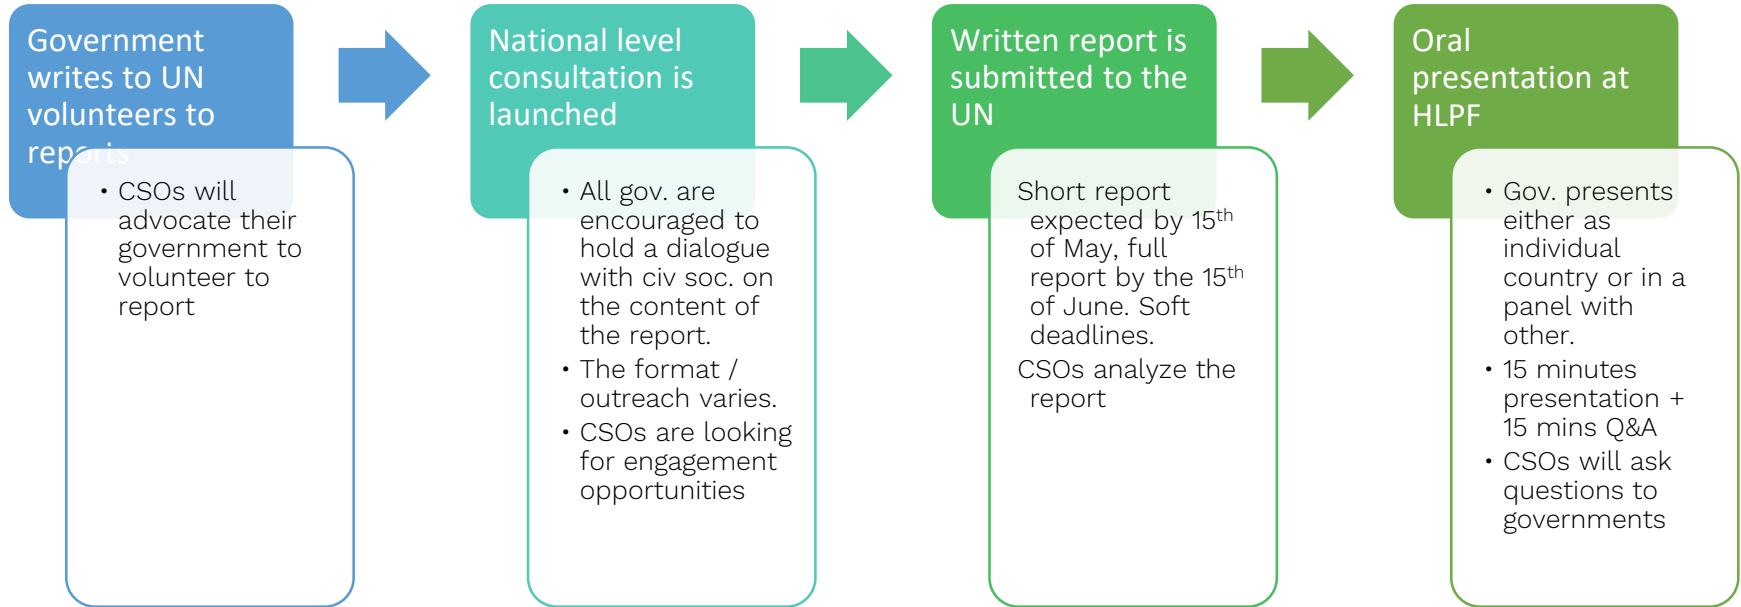 Government
writes to UN
volunteers to
reports
• CSOs will
advocate their
government to
volunteer to
report
National level
consultation is
launched
• All gov. are
encouraged to
hold a dialogue
with civ soc. on
the content of
the report.
• The format /
outreach varies.
• CSOs are looking
for engagement
opportunities
Written report is
submitted to the
UN
Short report
expected by 15th
of May, full
report by the 15th
of June. Soft
deadlines.
CSOs analyze the
report
Oral
presentation at
HLPF
• Gov. presents
either as
individual
country or in a
panel with
other.
• 15 minutes
presentation +
15 mins Q&A
• CSOs will ask
questions to
governments